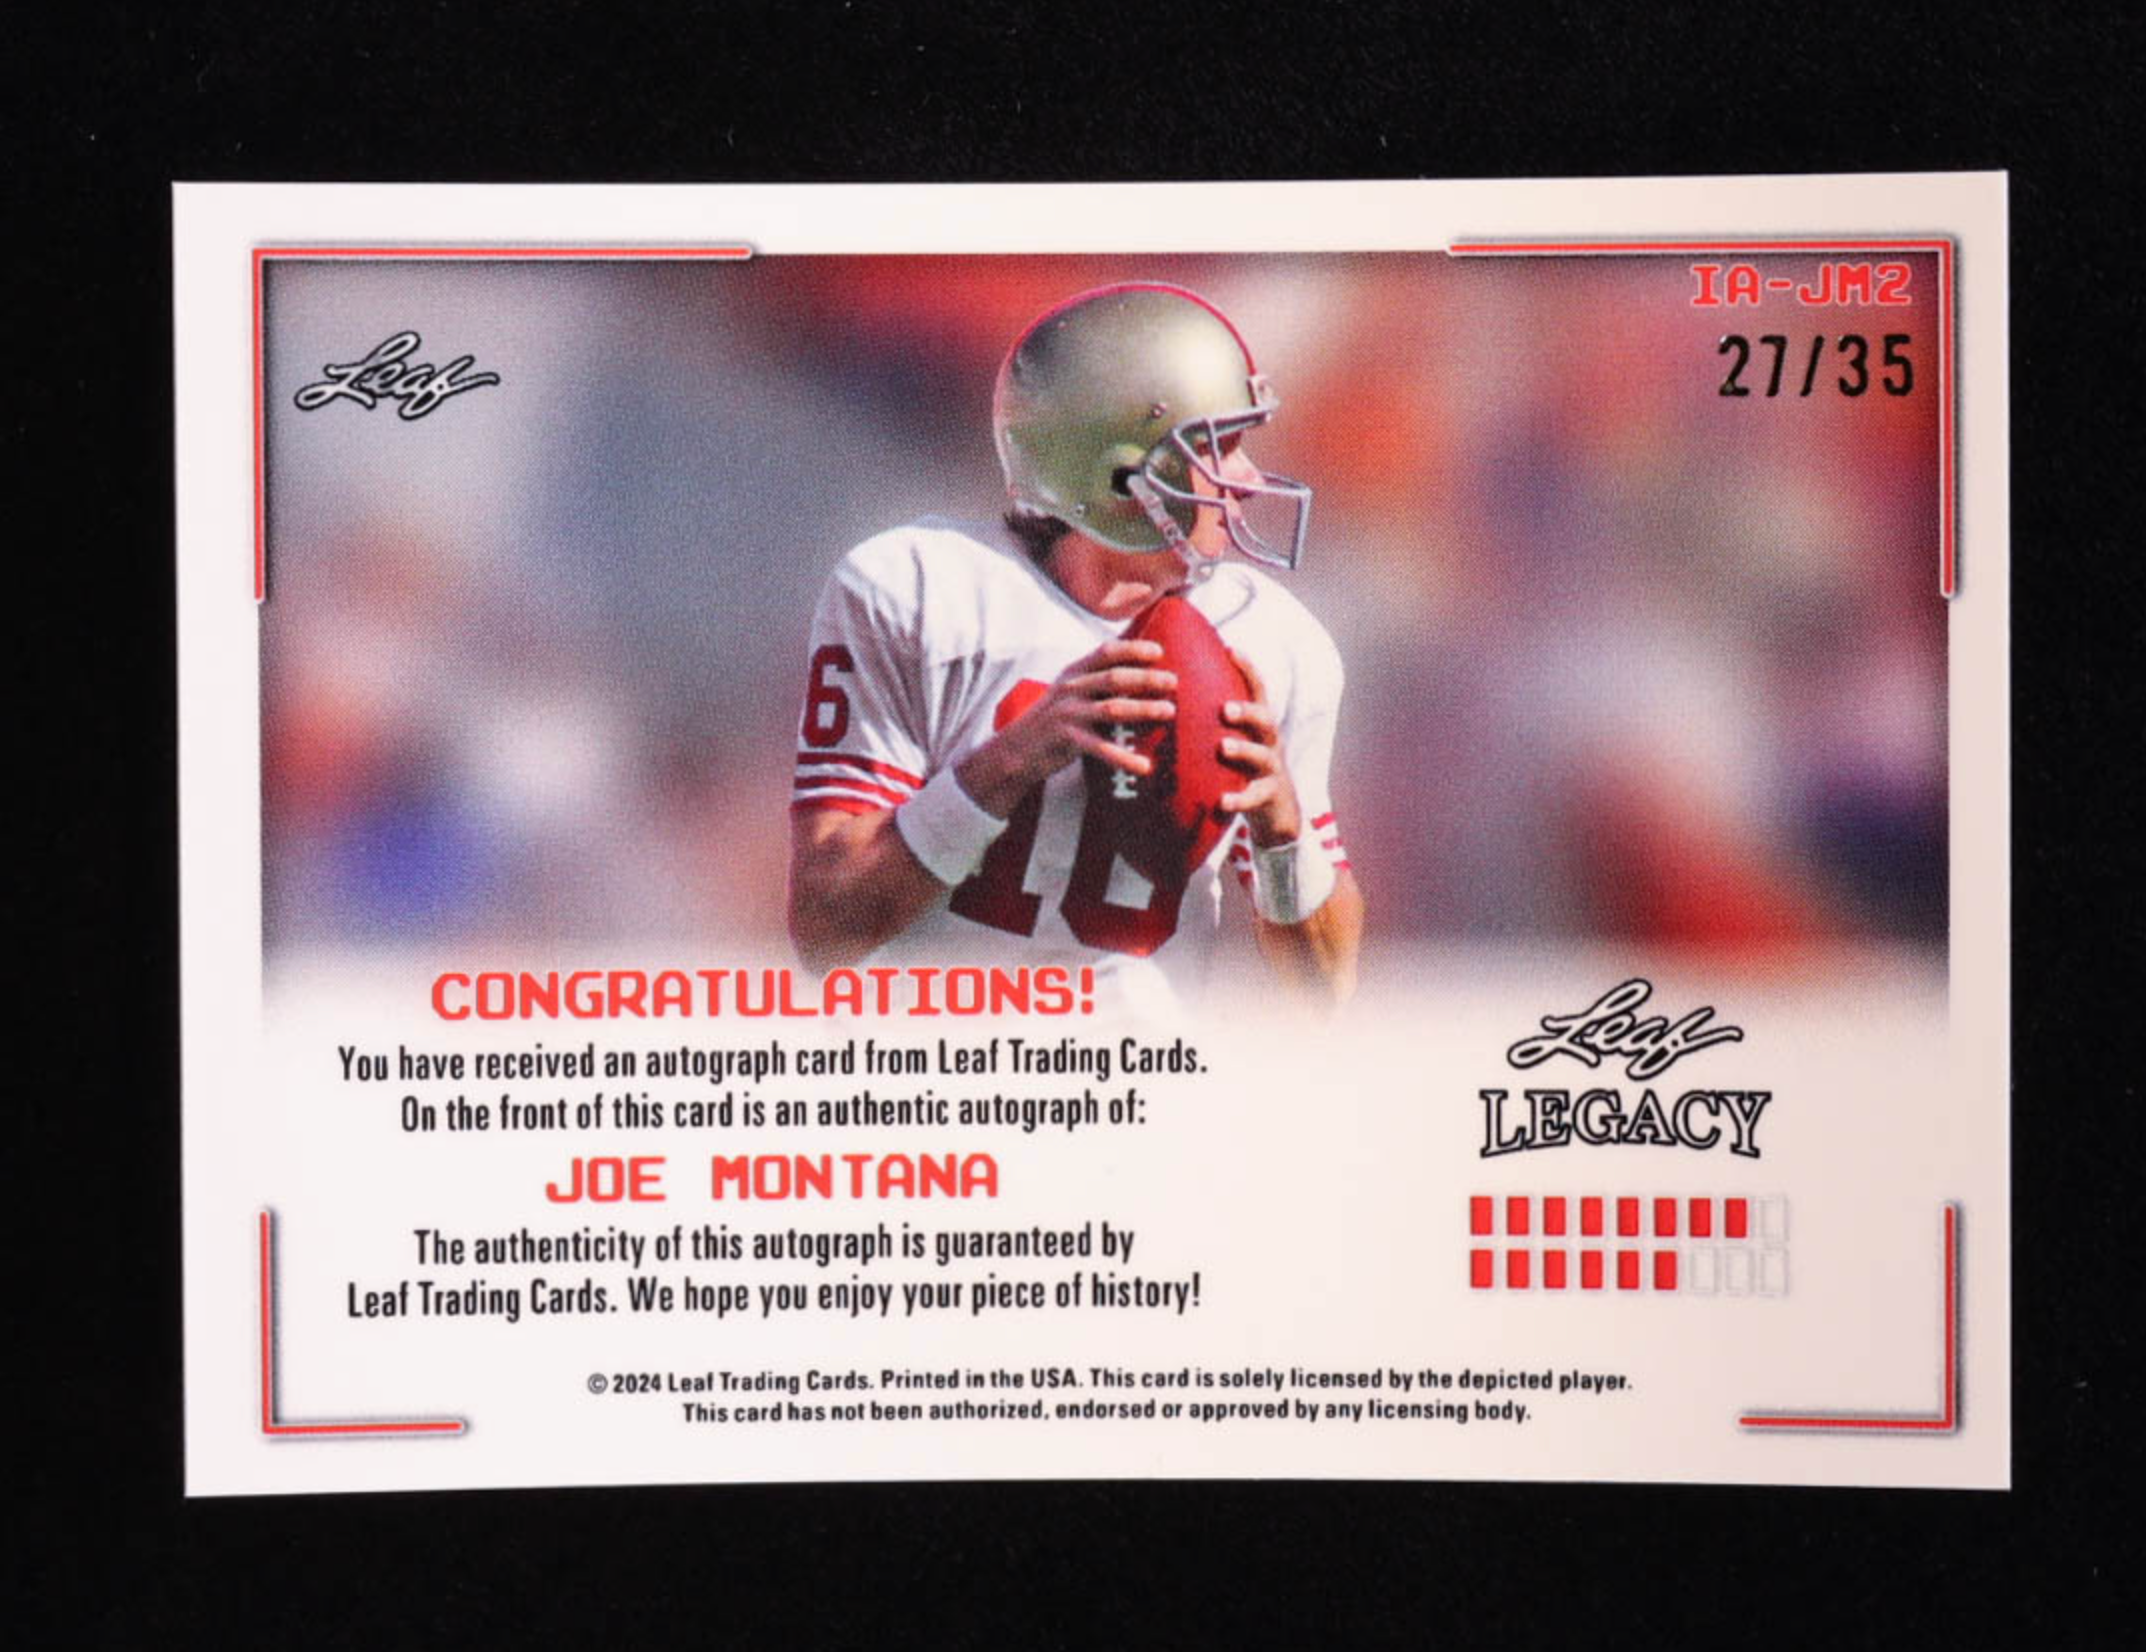 Leaf
IA-JM2
27/35
6
16
CONGRATULATIONS!
You have received an autograph card from Leaf Trading Cards.
On the front of this card is an authentic autograph of:
JOE MONTANA
The authenticity of this autograph is guaranteed by
Leaf Trading Cards. We hope you enjoy your piece of history!
Leaf
LEGACY
© 2024 Leaf Trading Cards. Printed in the USA. This card is solely licensed by the depicted player.
This card has not been authorized, endorsed or approved by any licensing body.